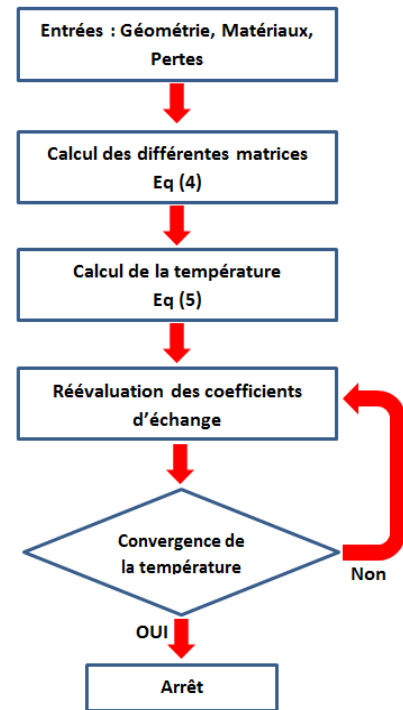 Entrées : Géométrie, Matériaux,
Pertes
Calcul des différentes matrices
Eq (4)
Calcul de la température
Eq (5)
Réévaluation des coefficients
d’échange
Convergence de
la température
Non
OUI
Arrêt